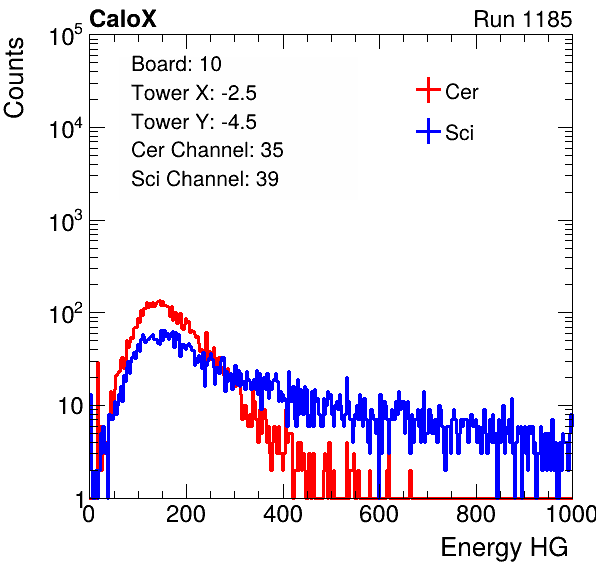 CaloX Run 1185
Counts
10^5
10^4
10^3
10^2
10
1
Board: 10
Tower X: -2.5
Tower Y: -4.5
Cer Channel: 35
Sci Channel: 39
Cer
Sci
0 200 400 600 800 1000
Energy HG